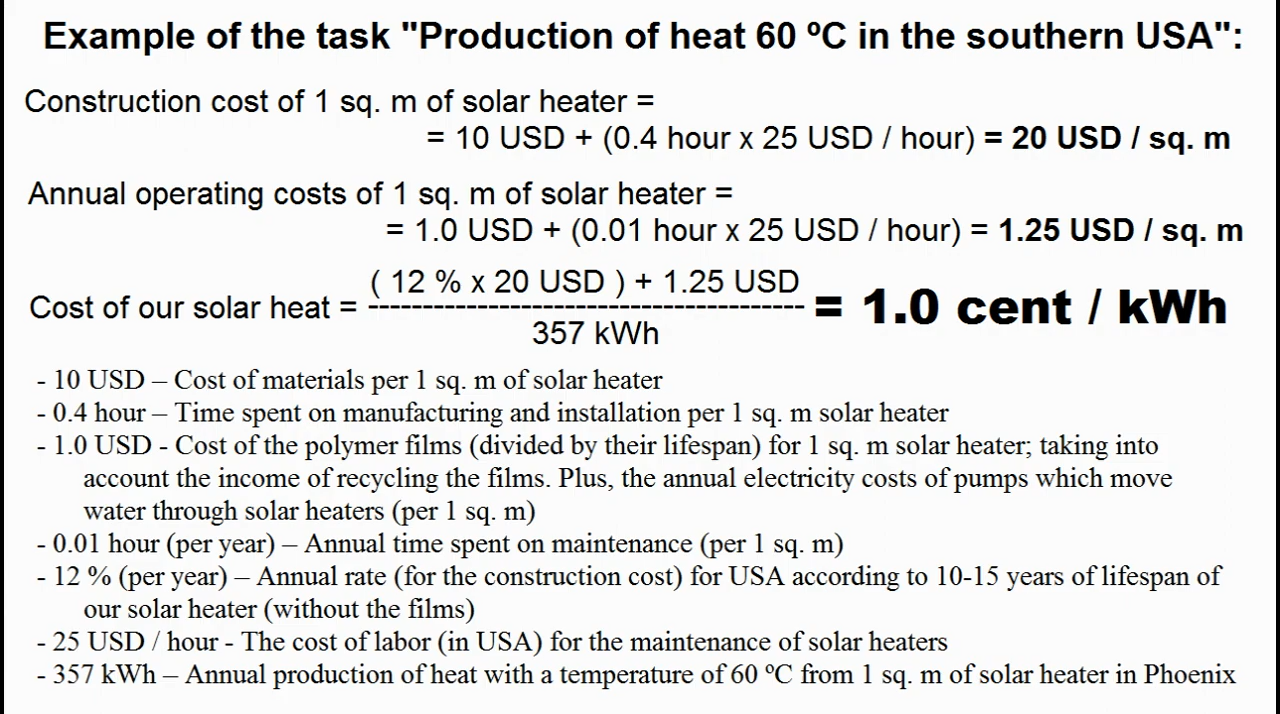 Example of the task "Production of heat 60 ºC in the southern USA":
Construction cost of 1 sq. m of solar heater =
= 10 USD + (0.4 hour x 25 USD / hour) = 20 USD / sq. m
Annual operating costs of 1 sq. m of solar heater =
= 1.0 USD + (0.01 hour x 25 USD / hour) = 1.25 USD / sq. m
( 12 % x 20 USD ) + 1.25 USD
Cost of our solar heat = ---------------------------------------- = 1.0 cent / kWh
357 kWh
- 10 USD – Cost of materials per 1 sq. m of solar heater
- 0.4 hour – Time spent on manufacturing and installation per 1 sq. m solar heater
- 1.0 USD - Cost of the polymer films (divided by their lifespan) for 1 sq. m solar heater; taking into
account the income of recycling the films. Plus, the annual electricity costs of pumps which move
water through solar heaters (per 1 sq. m)
- 0.01 hour (per year) – Annual time spent on maintenance (per 1 sq. m)
- 12 % (per year) – Annual rate (for the construction cost) for USA according to 10-15 years of lifespan of
our solar heater (without the films)
- 25 USD / hour - The cost of labor (in USA) for the maintenance of solar heaters
- 357 kWh – Annual production of heat with a temperature of 60 ºC from 1 sq. m of solar heater in Phoenix